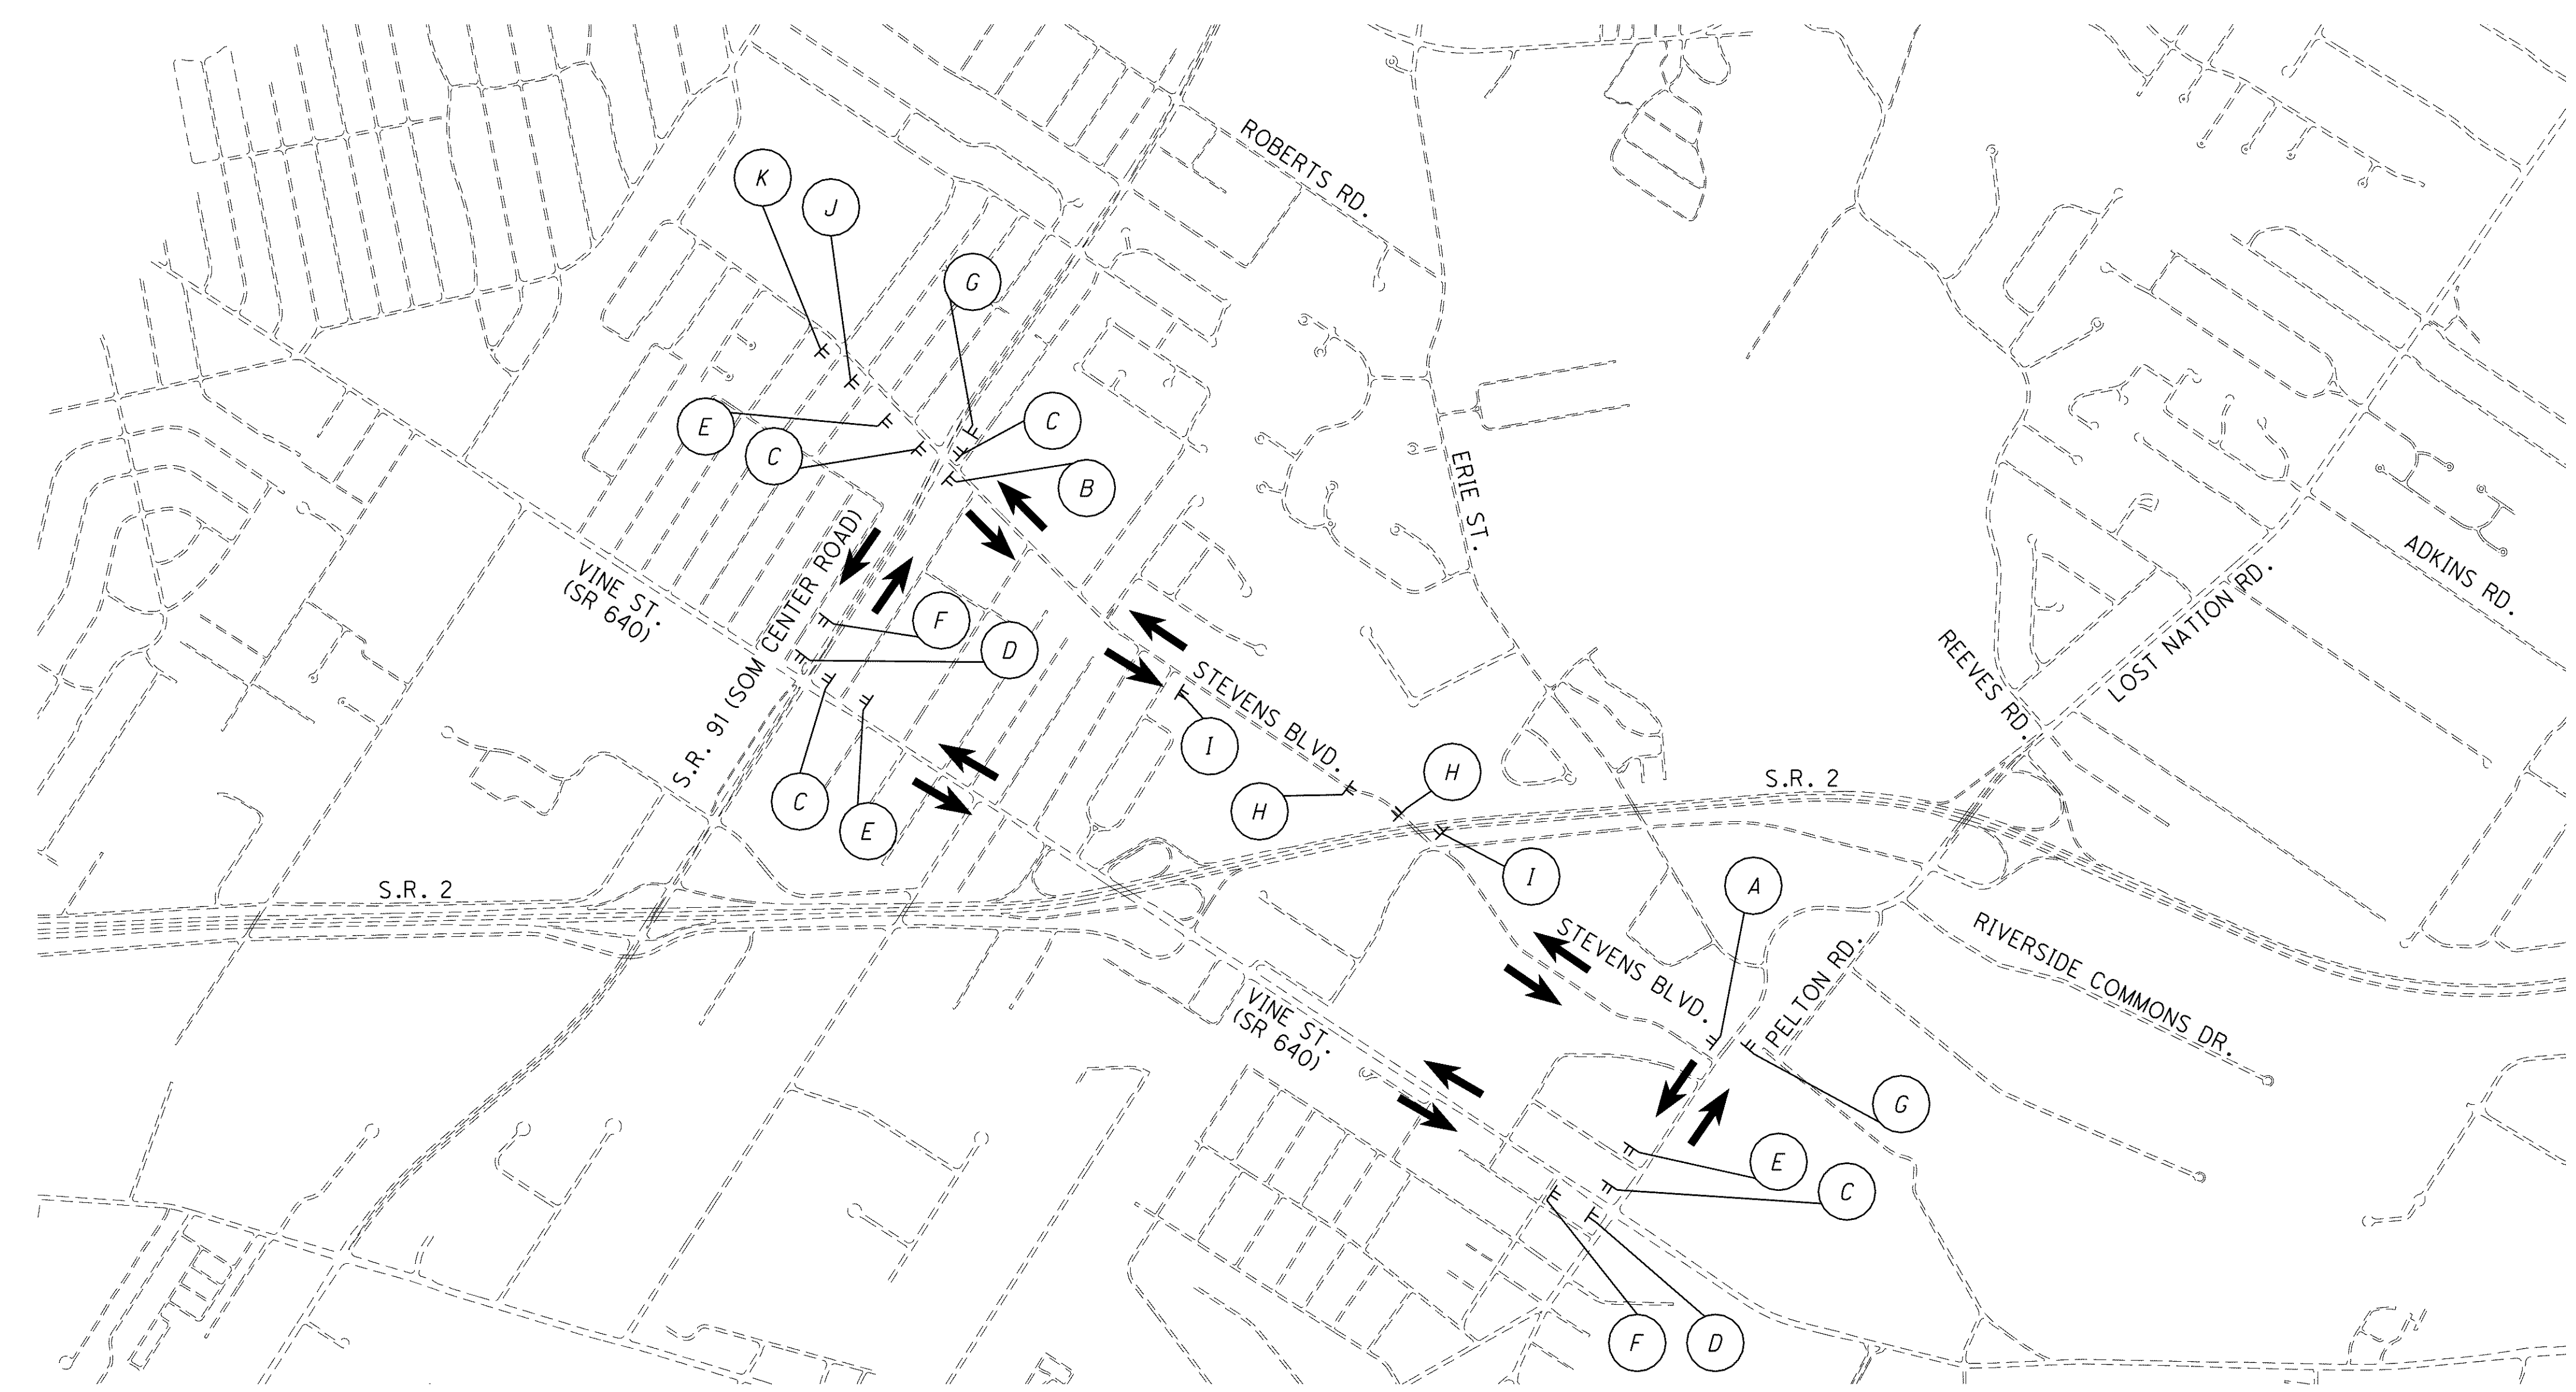 ROBERTS RD.
K
J
G
E
C
C
B
ERIE ST.
ADKINS RD.
VINE ST.
(SR 640)
S.R. 91 (SOM CENTER ROAD)
F
D
LOST NATION RD.
REEVES RD.
STEVENS BLVD.
I
H
H
S.R. 2
C
E
I
A
S.R. 2
STEVENS BLVD.
PELTON RD.
RIVERSIDE COMMONS DR.
VINE ST.
(SR 640)
G
E
C
F
D